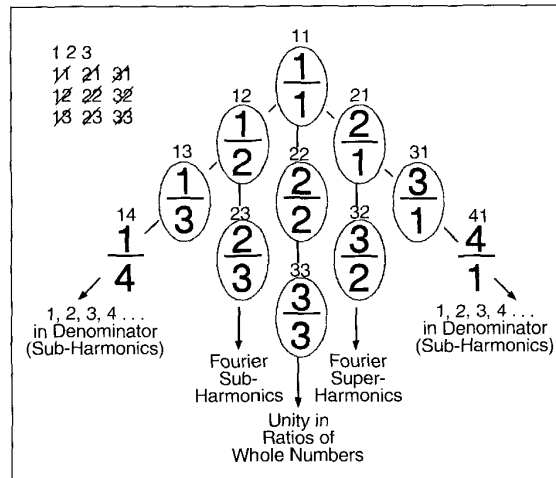 1 2 3
11 21 31
12 22 32
13 23 33
11
1
1
12
1
2
21
2
1
13
1
3
22
2
2
31
3
1
14
1
4
23
2
3
32
3
2
41
4
1
33
3
3
1, 2, 3, 4 . . .
in Denominator
(Sub-Harmonics)
Fourier
Sub-
Harmonics
Unity in
Ratios of
Whole Numbers
Fourier
Super-
Harmonics
1, 2, 3, 4 . . .
in Denominator
(Sub-Harmonics)